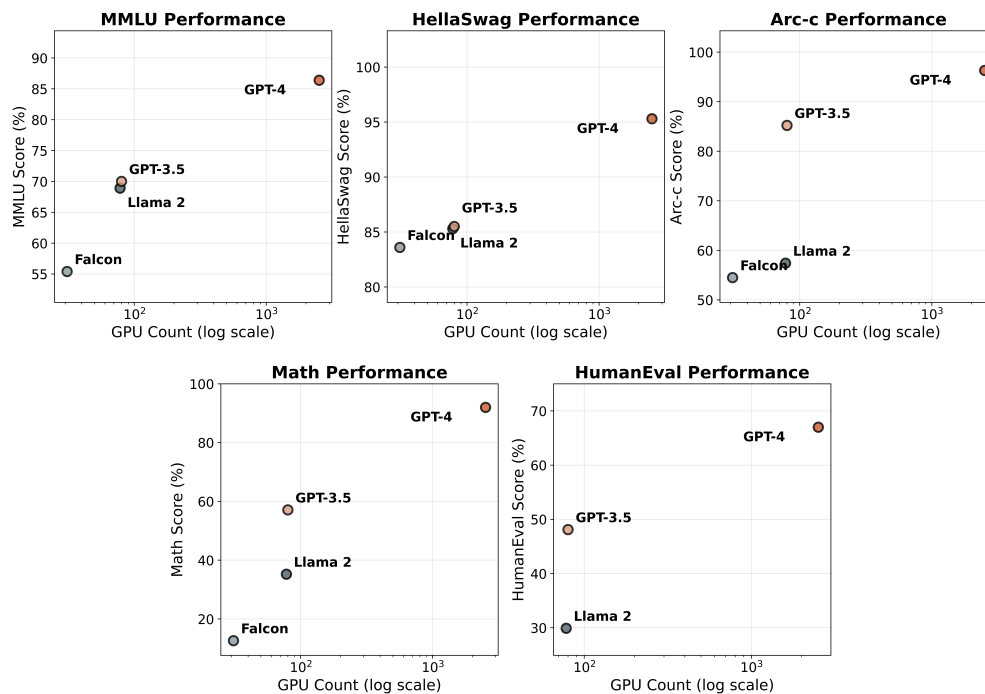 MMLU Performance
MMLU Score (%)
90
85
80
75
70
65
60
55
GPT-4
GPT-3.5
Llama 2
Falcon
10²
10³
GPU Count (log scale)
HellaSwag Performance
HellaSwag Score (%)
100
95
90
85
80
GPT-4
GPT-3.5
Falcon
Llama 2
10²
10³
GPU Count (log scale)
Arc-c Performance
Arc-c Score (%)
100
90
80
70
60
50
GPT-4
GPT-3.5
Llama 2
Falcon
10²
10³
GPU Count (log scale)
Math Performance
Math Score (%)
100
80
60
40
20
GPT-4
GPT-3.5
Llama 2
Falcon
10²
10³
GPU Count (log scale)
HumanEval Performance
HumanEval Score (%)
70
60
50
40
30
GPT-4
GPT-3.5
Llama 2
10²
10³
GPU Count (log scale)